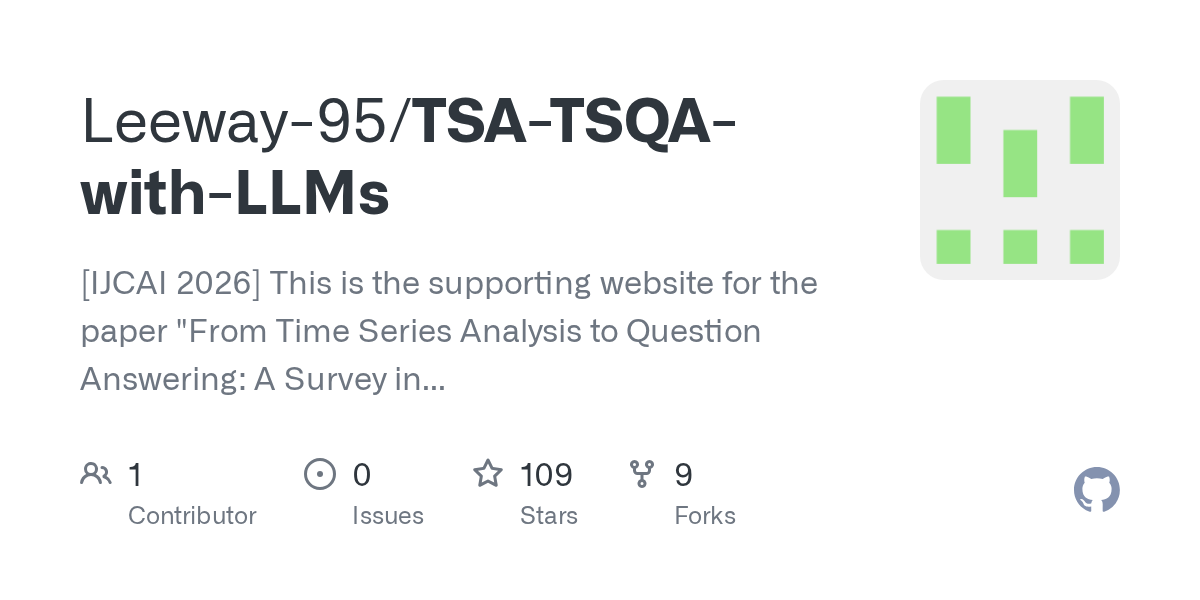 Leeway-95/TSA-TSQA-
with-LLMs
[IJCAI 2026] This is the supporting website for the
paper "From Time Series Analysis to Question
Answering: A Survey in...
1 0 109 9
Contributor Issues Stars Forks